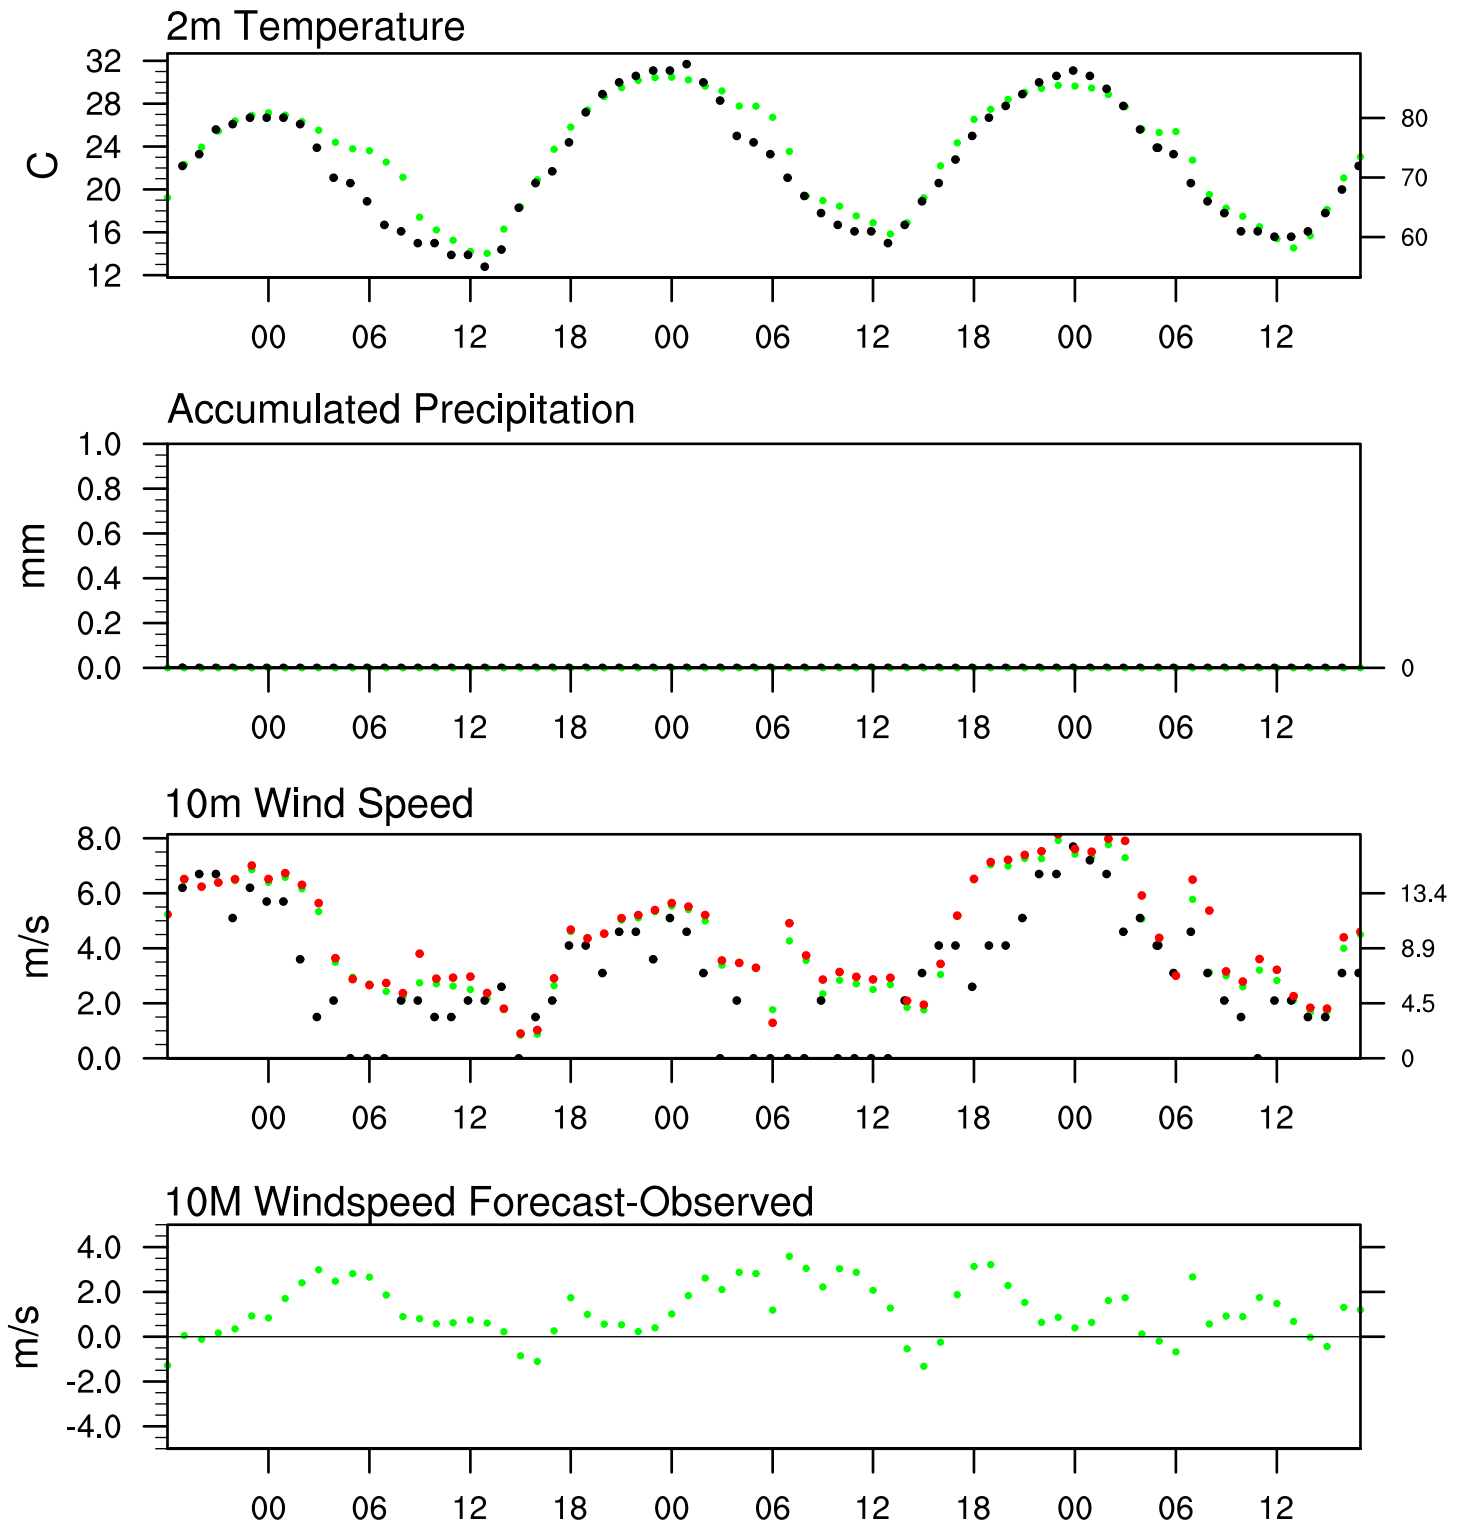 2m Temperature
32
28
24
20
16
12
C
80
70
60
00 06 12 18 00 06 12 18 00 06 12
Accumulated Precipitation
1.0
0.8
0.6
0.4
0.2
0.0
mm
0
00 06 12 18 00 06 12 18 00 06 12
10m Wind Speed
8.0
6.0
4.0
2.0
0.0
m/s
13.4
8.9
4.5
0
00 06 12 18 00 06 12 18 00 06 12
10M Windspeed Forecast-Observed
4.0
2.0
0.0
-2.0
-4.0
m/s
00 06 12 18 00 06 12 18 00 06 12